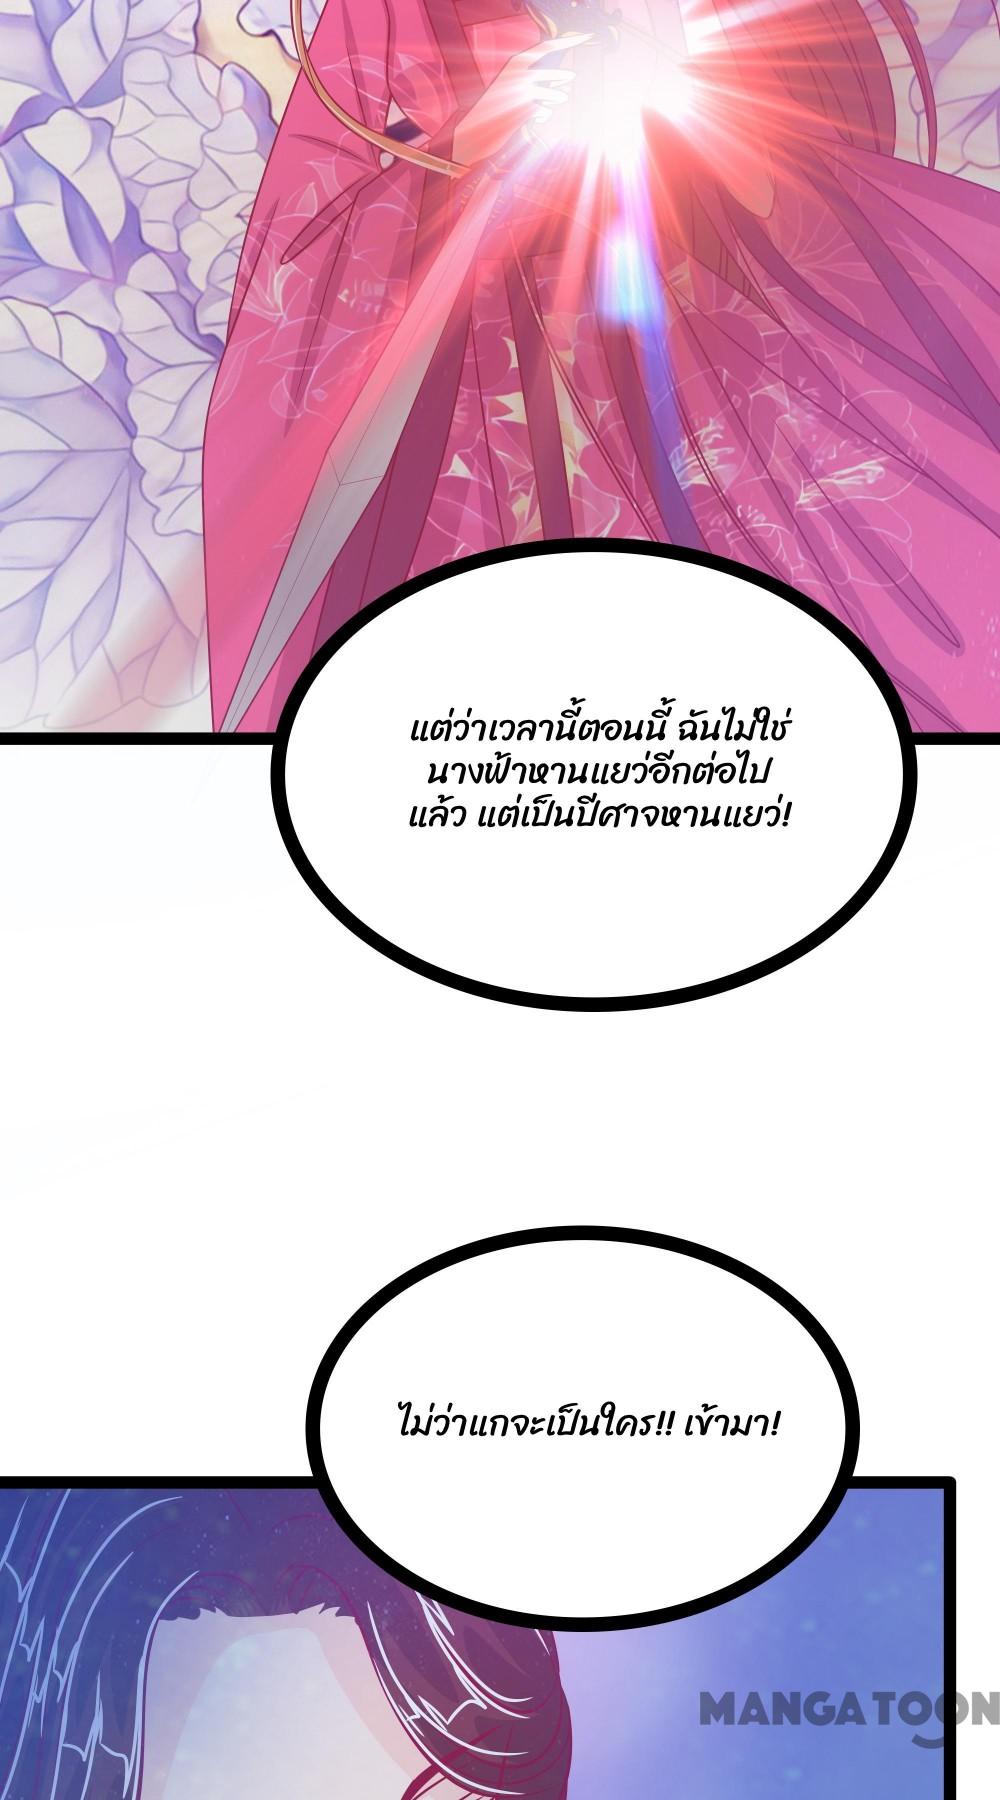 แต่ว่าเวลานี้ตอนนี้ ฉันไม่ใช่
นางฟ้าหานแยว่อีกต่อไป
แล้ว แต่เป็นปีศาจหานแยว่!
ไม่ว่าแกจะเป็นใคร!! เข้ามา!
MANGATOON